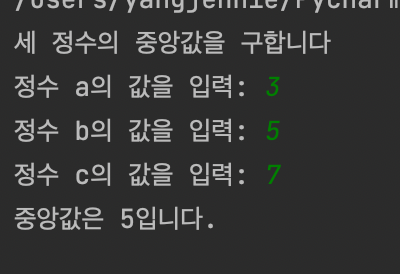 /Users/yangjennie/Pycharm
세 정수의 중앙값을 구합니다
정수 a의 값을 입력: 3
정수 b의 값을 입력: 5
정수 c의 값을 입력: 7
중앙값은 5입니다.